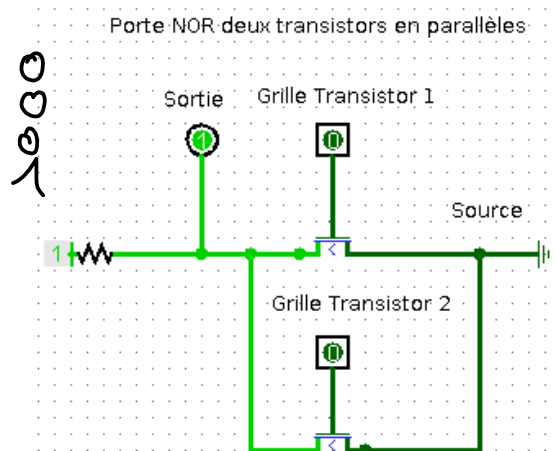 Porte NOR deux transistors en parallèles
1000
Sortie
Grille Transistor 1
1
0
Source
1
Grille Transistor 2
0